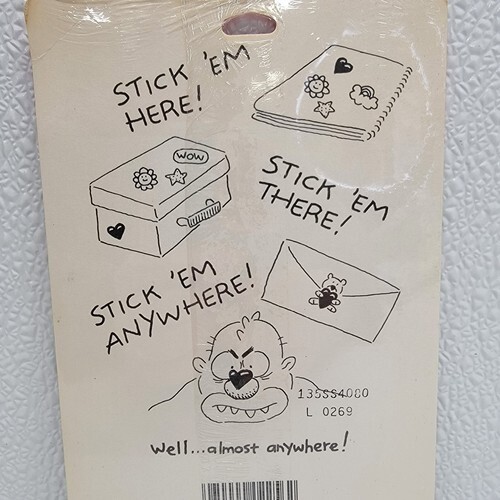 STICK 'EM
HERE!
WOW
STICK 'EM
THERE!
STICK 'EM
ANYWHERE!
135SS4080
L 0269
Well...almost anywhere!